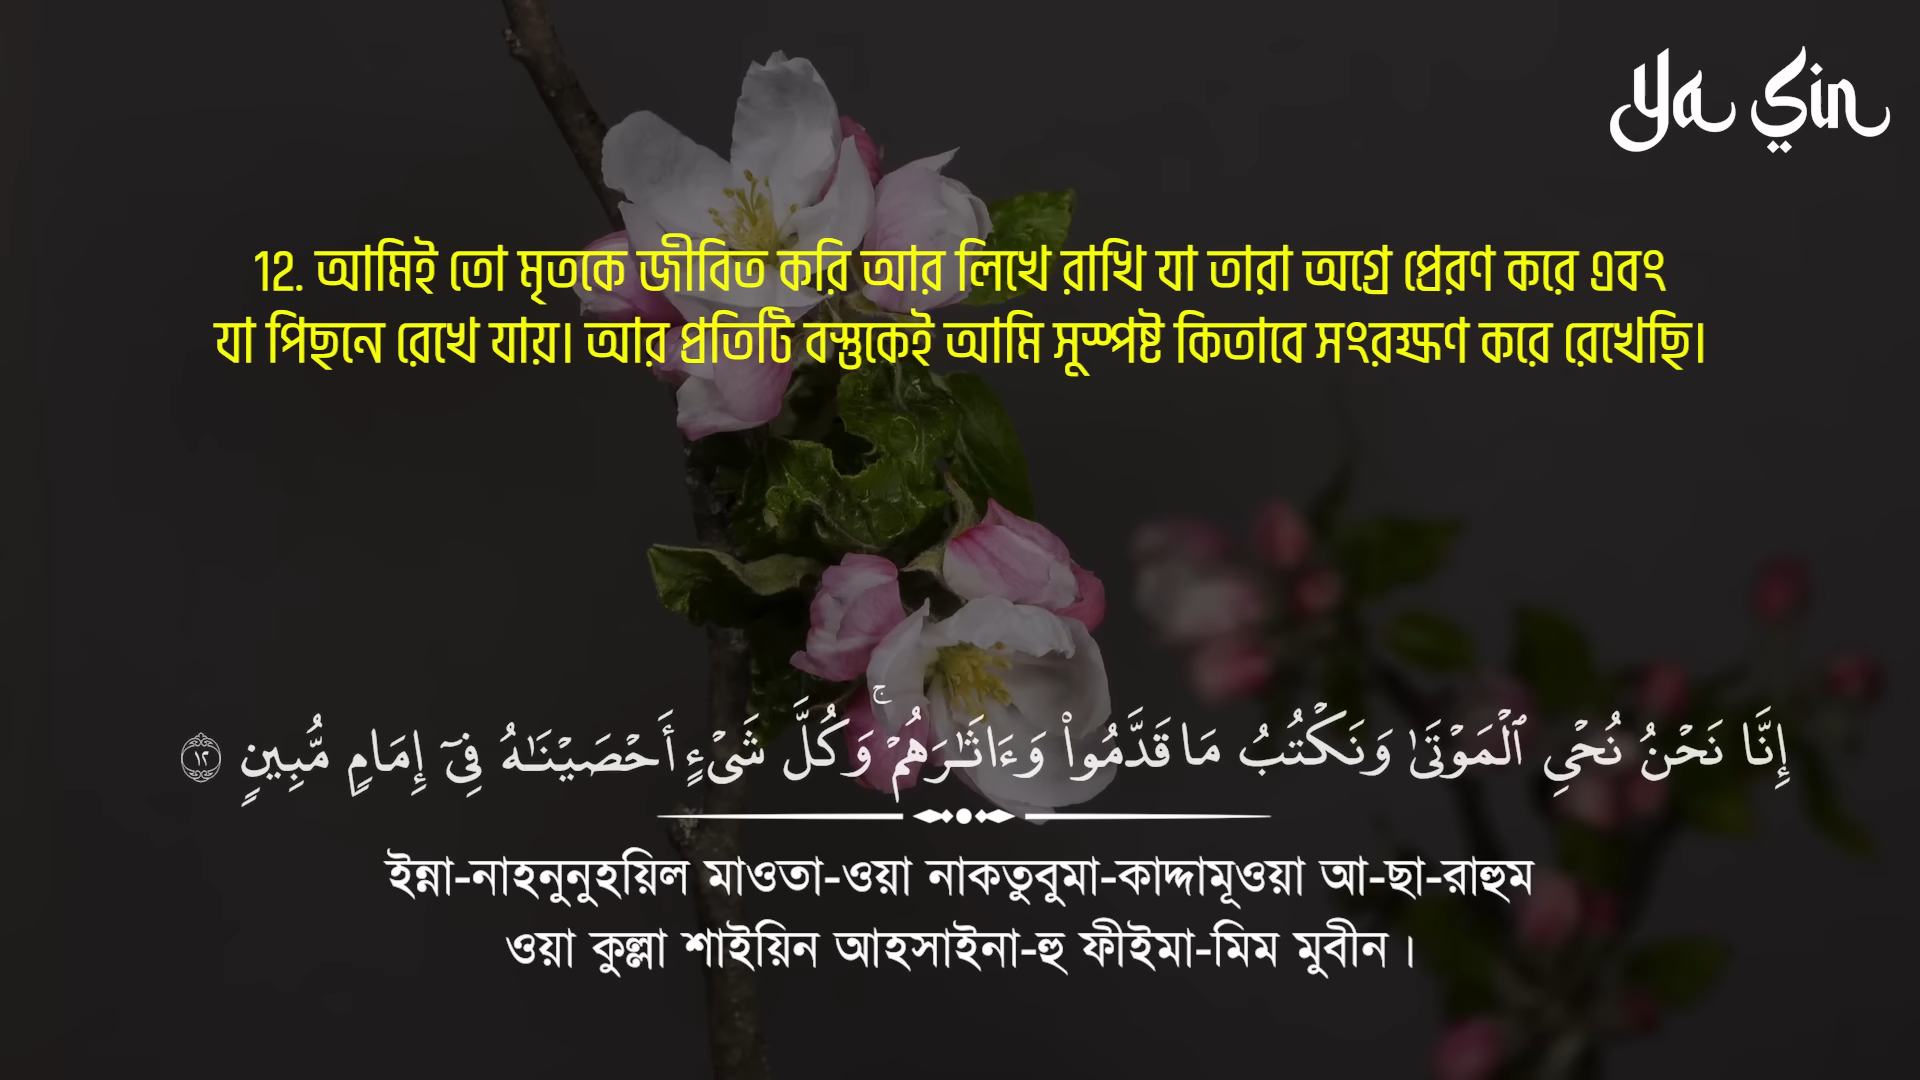 Ya Sin
12. আমিই তো মৃতকে জীবিত করি আর লিখে রাখি যা তারা অগ্রে প্রেরণ করে এবং
যা পিছনে রেখে যায়। আর প্রতিটি বস্তুকেই আমি সুস্পষ্ট কিতাবে সংরক্ষণ করে রেখেছি।
إِنَّا نَحْنُ نُحْىِ ٱلْمَوْتَىٰ وَنَكْتُبُ مَا قَدَّمُوا۟ وَءَاثَـٰرَهُمْ ۚ وَكُلَّ شَىْءٍ أَحْصَيْنَـٰهُ فِىٓ إِمَامٍ مُّبِينٍ ١٢
ইন্না-নাহনুনুহয়িল মাওতা-ওয়া নাকতুবুমা-কাদ্দামূওয়া আ-ছা-রাহুম
ওয়া কুল্লা শাইয়িন আহসাইনা-হু ফীইমা-মিম মুবীন ।